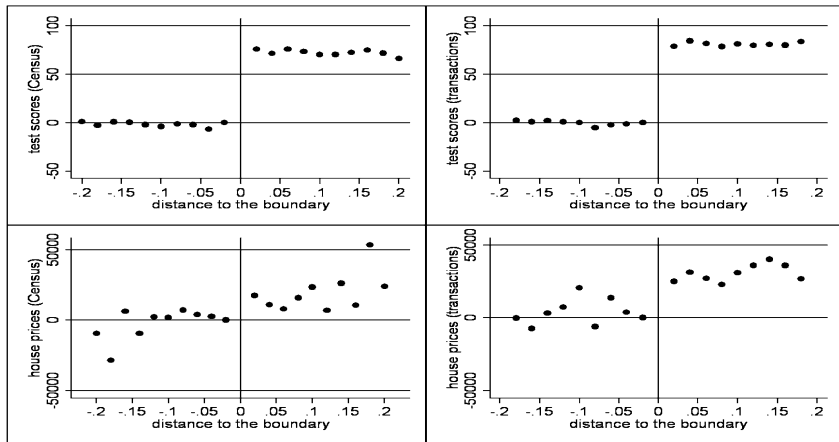 test scores (Census)
100
50
0
-50
-.2 -.15 -.1 -.05 0 .05 .1 .15 .2
distance to the boundary
test scores (transactions)
100
50
0
-50
-.2 -.15 -.1 -.05 0 .05 .1 .15 .2
distance to the boundary
house prices (Census)
50000
0
-50000
-.2 -.15 -.1 -.05 0 .05 .1 .15 .2
distance to the boundary
house prices (transactions)
50000
0
-50000
-.2 -.15 -.1 -.05 0 .05 .1 .15 .2
distance to the boundary